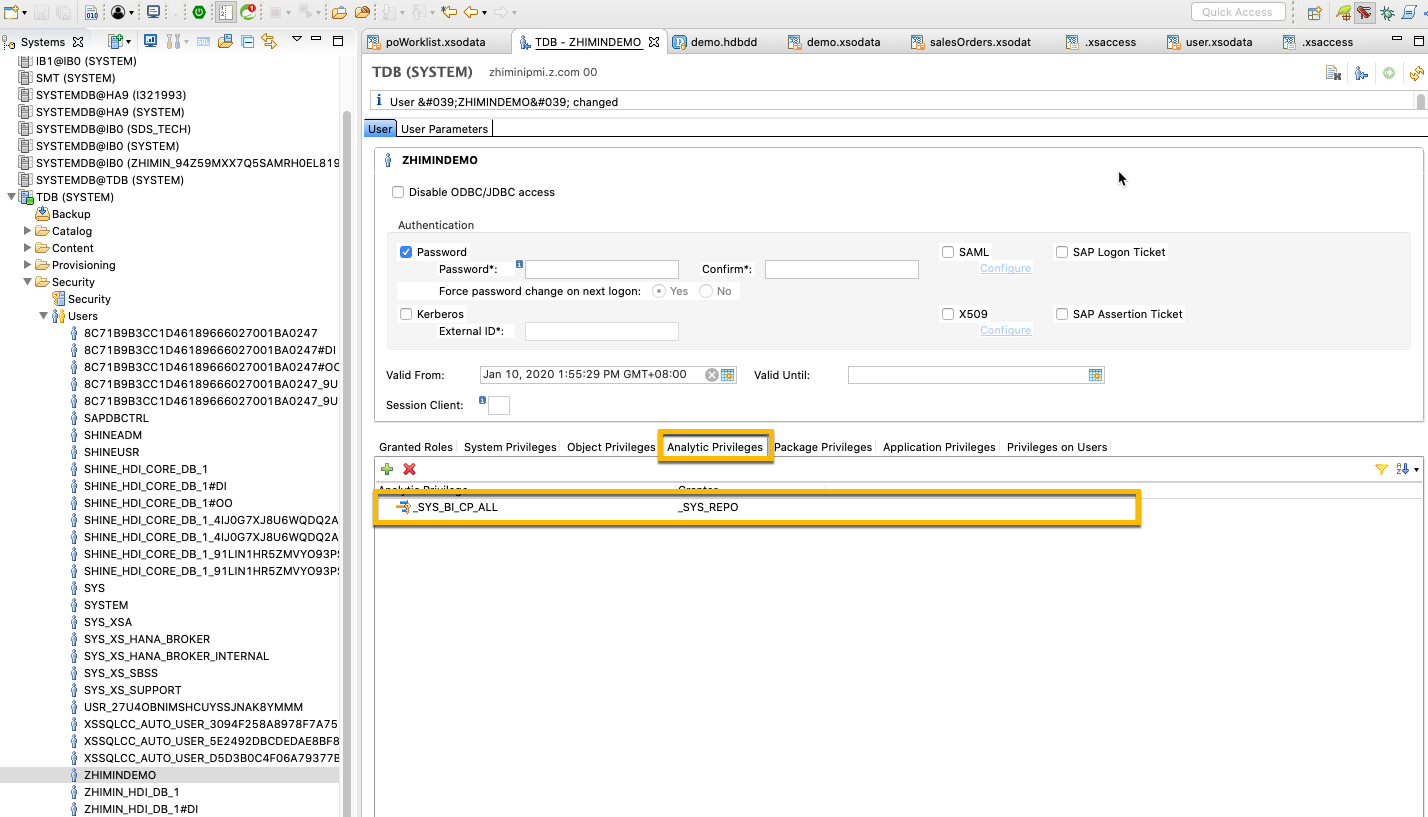 Quick Access
Systems
poWorklist.xsodata
TDB - ZHIMINDEMO
demo.hdbdd
demo.xsodata
salesOrders.xsodat
.xsaccess
user.xsodata
.xsaccess
IB1@IB0 (SYSTEM)
SMT (SYSTEM)
SYSTEMDB@HA9 (I321993)
SYSTEMDB@HA9 (SYSTEM)
SYSTEMDB@IB0 (SDS_TECH)
SYSTEMDB@IB0 (SYSTEM)
SYSTEMDB@IB0 (ZHIMIN_94Z59MXX7Q5SAMRH0EL819
SYSTEMDB@TDB (SYSTEM)
TDB (SYSTEM)
Backup
Catalog
Content
Provisioning
Security
Security
Users
8C71B9B3CC1D46189666027001BA0247
8C71B9B3CC1D46189666027001BA0247#DI
8C71B9B3CC1D46189666027001BA0247#OO
8C71B9B3CC1D46189666027001BA0247_9U
8C71B9B3CC1D46189666027001BA0247_9U
SAPDBCTRL
SHINEADM
SHINEUSR
SHINE_HDI_CORE_DB_1
SHINE_HDI_CORE_DB_1#DI
SHINE_HDI_CORE_DB_1#OO
SHINE_HDI_CORE_DB_1_4IJ0G7XJ8U6WQDQ2A
SHINE_HDI_CORE_DB_1_4IJ0G7XJ8U6WQDQ2A
SHINE_HDI_CORE_DB_1_91LIN1HR5ZMVYO93PS
SHINE_HDI_CORE_DB_1_91LIN1HR5ZMVYO93PS
SYS
SYSTEM
SYS_XSA
SYS_XS_HANA_BROKER
SYS_XS_HANA_BROKER_INTERNAL
SYS_XS_SBSS
SYS_XS_SUPPORT
USR_27U4OBNIMSHCUYSSJNAK8YMMM
XSSQLCC_AUTO_USER_3094F258A8978F7A75
XSSQLCC_AUTO_USER_5E2492DBCDEDAE8BF8
XSSQLCC_AUTO_USER_D5D3B0C4F06A79377B
ZHIMINDEMO
ZHIMIN_HDI_DB_1
ZHIMIN_HDI_DB_1#DI
TDB (SYSTEM) zhiminipmi.z.com 00
User &#039;ZHIMINDEMO&#039; changed
User User Parameters
ZHIMINDEMO
Disable ODBC/JDBC access
Authentication
Password SAML SAP Logon Ticket
Password*: Confirm*: Configure
Force password change on next logon: Yes No
Kerberos X509 SAP Assertion Ticket
External ID*: Configure
Valid From: Jan 10, 2020 1:55:29 PM GMT+08:00 Valid Until:
Session Client:
Granted Roles System Privileges Object Privileges Analytic Privileges Package Privileges Application Privileges Privileges on Users
Analytic Privilege Grantor
_SYS_BI_CP_ALL _SYS_REPO